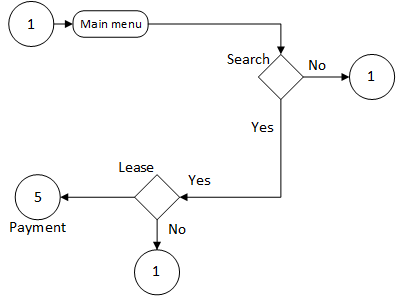 1
Main menu
Search
No
1
Yes
Lease
Yes
5
Payment
No
1